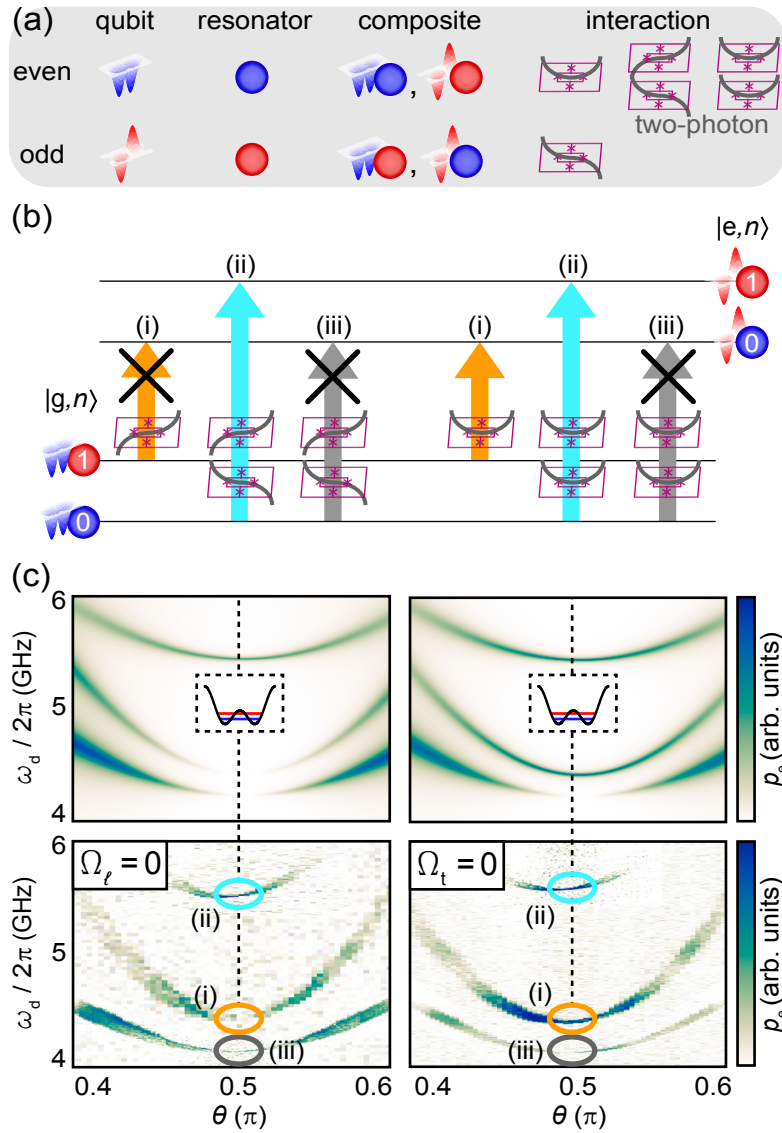 (a) qubit resonator composite interaction
even , two-photon
odd ,
(b)
|e,n⟩
(ii) (ii)
1
(i) (iii) (i) (iii)
0
|g,n⟩
1
0
(c)
6 5 4
ω_d / 2π (GHz)
p_e (arb. units)
6 5 4
ω_d / 2π (GHz)
Ω_ℓ = 0 Ω_t = 0
(ii) (ii)
(i) (i)
(iii) (iii)
p_e (arb. units)
0.4 0.5 0.6 0.4 0.5 0.6
θ (π) θ (π)